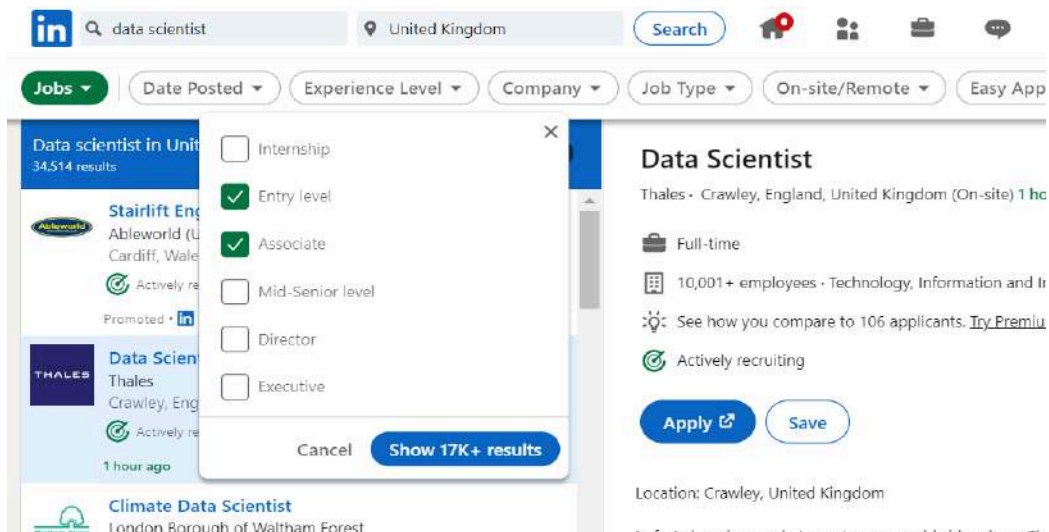 in
data scientist
United Kingdom
Search
Jobs
Date Posted
Experience Level
Company
Job Type
On-site/Remote
Easy App
Data scientist in Unit
34,514 results
Stairlift Eng
Ableworld
Ableworld (U
Cardiff, Wale
Actively re
Promoted · in
Data Scien
THALES
Thales
Crawley, Eng
Actively re
1 hour ago
Climate Data Scientist
London Borough of Waltham Forest
Internship
Entry level
Associate
Mid-Senior level
Director
Executive
Cancel
Show 17K+ results
Data Scientist
Thales · Crawley, England, United Kingdom (On-site) 1 ho
Full-time
10,001+ employees · Technology, Information and I
See how you compare to 106 applicants. Try Premiu
Actively recruiting
Apply
Save
Location: Crawley, United Kingdom